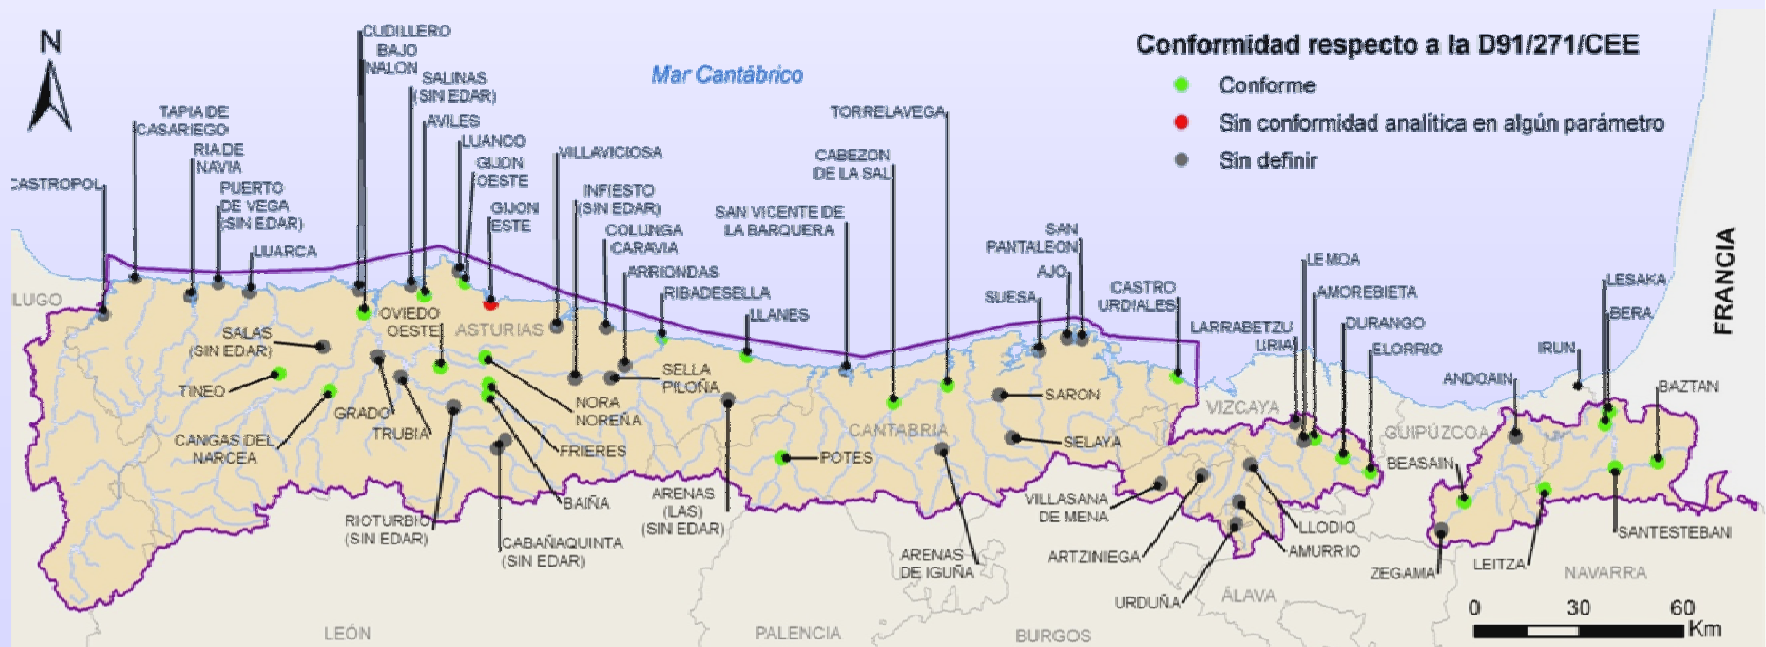 N
CUDILLERO
BAJO
NALON
SALINAS
(SIN EDAR)
Mar Cantábrico
Conformidad respecto a la D91/271/CEE
Conforme
Sin conformidad analítica en algún parámetro
Sin definir
TAPIA DE
CASARIEGO
RIA DE
NAVIA
CASTROPOL
PUERTO
DE VEGA
(SIN EDAR)
LUARCA
AVILES
LUANCO
GIJON
OESTE
GIJON
ESTE
VILLAVICIOSA
INFIESTO
(SIN EDAR)
COLUNGA
CARAVIA
ARRIONDAS
RIBADESELLA
LLANES
TORRELAVEGA
CABEZON
DE LA SAL
SAN VICENTE DE
LA BARQUERA
SAN
PANTALEON
AJO
SUESA
CASTRO
URDIALES
LEMOA
AMOREBIETA
LARRABETZU
URIA
DURANGO
ELORRIO
IRUN
ANDOAIN
LESAKA
BERA
BAZTAN
FRANCIA
LUGO
OVIEDO
OESTE
ASTURIAS
SALAS
(SIN EDAR)
TINEO
GRADO
TRUBIA
CANGAS DEL
NARCEA
SELLA
PILOÑA
NORA
NOREÑA
FRIERES
BAIÑA
RIOTURBIO
(SIN EDAR)
CABAÑAQUINTA
(SIN EDAR)
ARENAS
(ILAS)
(SIN EDAR)
POTES
CANTABRIA
SARON
SELAYA
ARENAS
DE IGUÑA
VIZCAYA
GUIPÚZCOA
BEASAIN
VILLASANA
DE MENA
ARTZINIEGA
URDUÑA
LLODIO
AMURRIO
ZEGAMA
LEITZA
SANTESTEBAN
NAVARRA
ÁLAVA
LEÓN
PALENCIA
BURGOS
0 30 60
Km